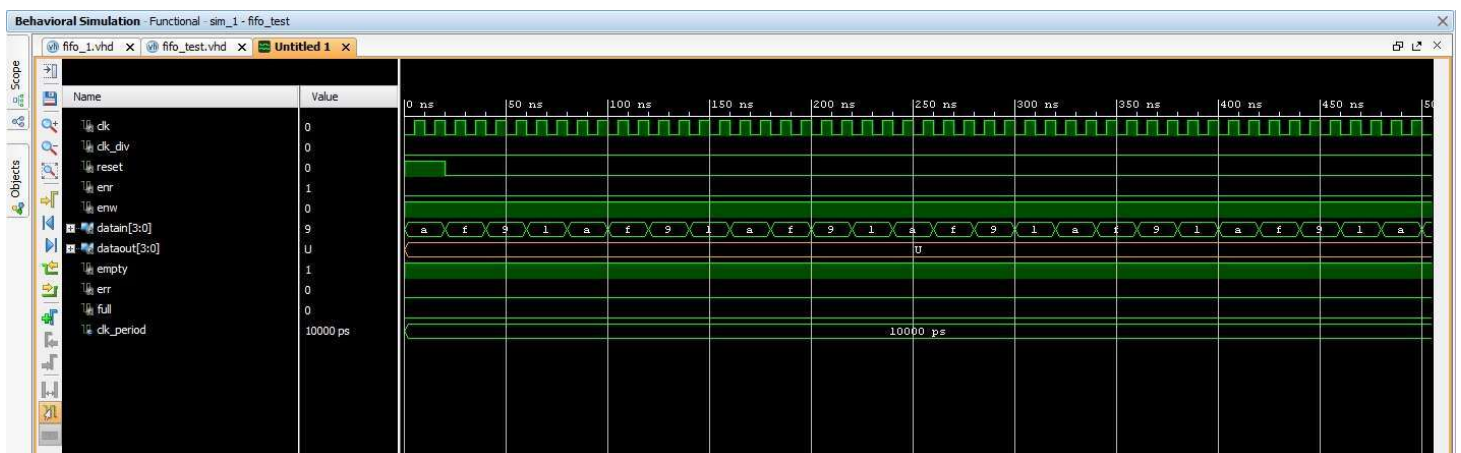 Behavioral Simulation - Functional - sim_1 - fifo_test
fifo_1.vhd
fifo_test.vhd
Untitled 1
Scope
Objects
Name Value
0 ns 50 ns 100 ns 150 ns 200 ns 250 ns 300 ns 350 ns 400 ns 450 ns 50
clk 0
clk_div 0
reset 0
enr 1
enw 0
datain[3:0] 9 a f 9 1 a f 9 1 a f 9 1 a f 9 1 a f 9 1 a f 9 1 a
dataout[3:0] U U
empty 1
err 0
full 0
clk_period 10000 ps 10000 ps